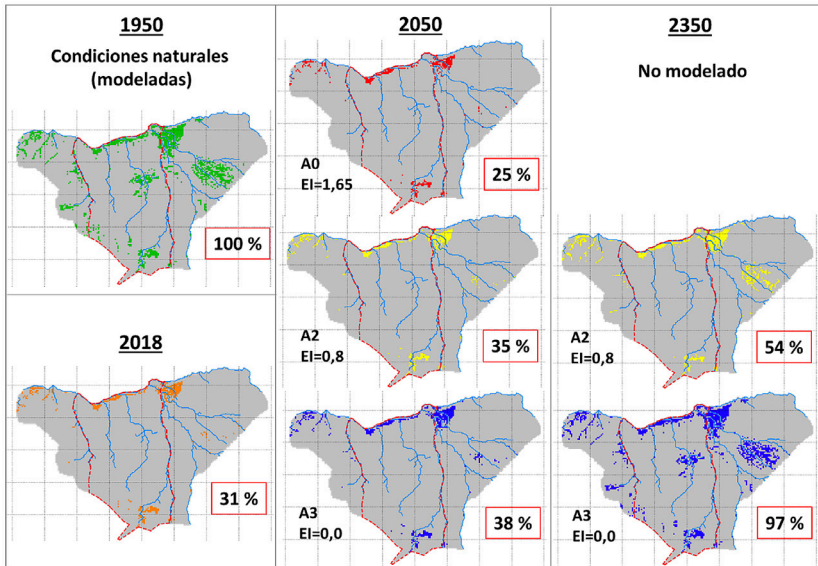 1950
Condiciones naturales
(modeladas)
100 %
2018
31 %
2050
A0
EI=1,65
25 %
A2
EI=0,8
35 %
A3
EI=0,0
38 %
2350
No modelado
A2
EI=0,8
54 %
A3
EI=0,0
97 %